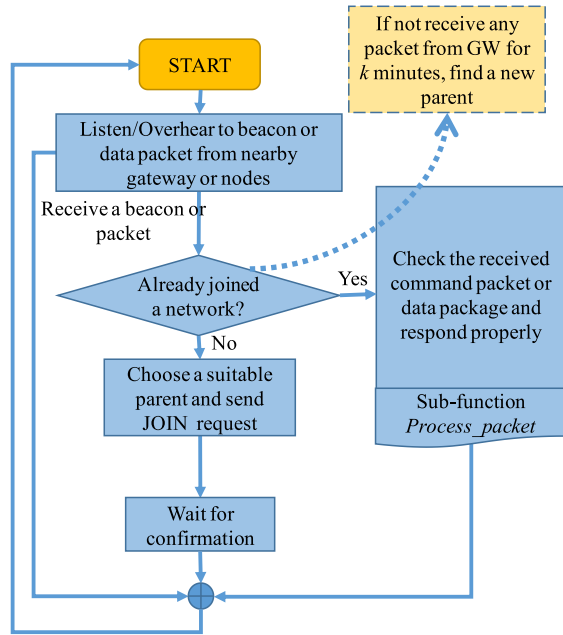 START
If not receive any
packet from GW for
k minutes, find a new
parent
Listen/Overhear to beacon or
data packet from nearby
gateway or nodes
Receive a beacon or
packet
Already joined
a network?
Yes
Check the received
command packet or
data package and
respond properly
No
Choose a suitable
parent and send
JOIN request
Sub-function
Process_packet
Wait for
confirmation